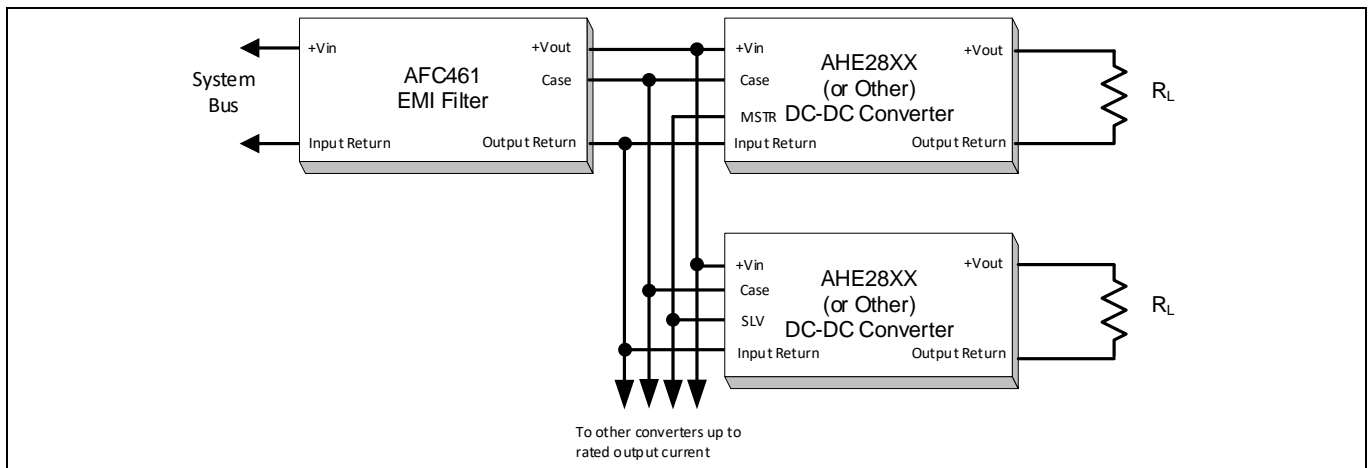 System
Bus
+Vin
Input Return
AFC461
EMI Filter
+Vout
Case
Output Return
+Vin
Case
MSTR
Input Return
AHE28XX
(or Other)
DC-DC Converter
+Vout
Output Return
RL
+Vin
Case
SLV
Input Return
AHE28XX
(or Other)
DC-DC Converter
+Vout
Output Return
RL
To other converters up to
rated output current